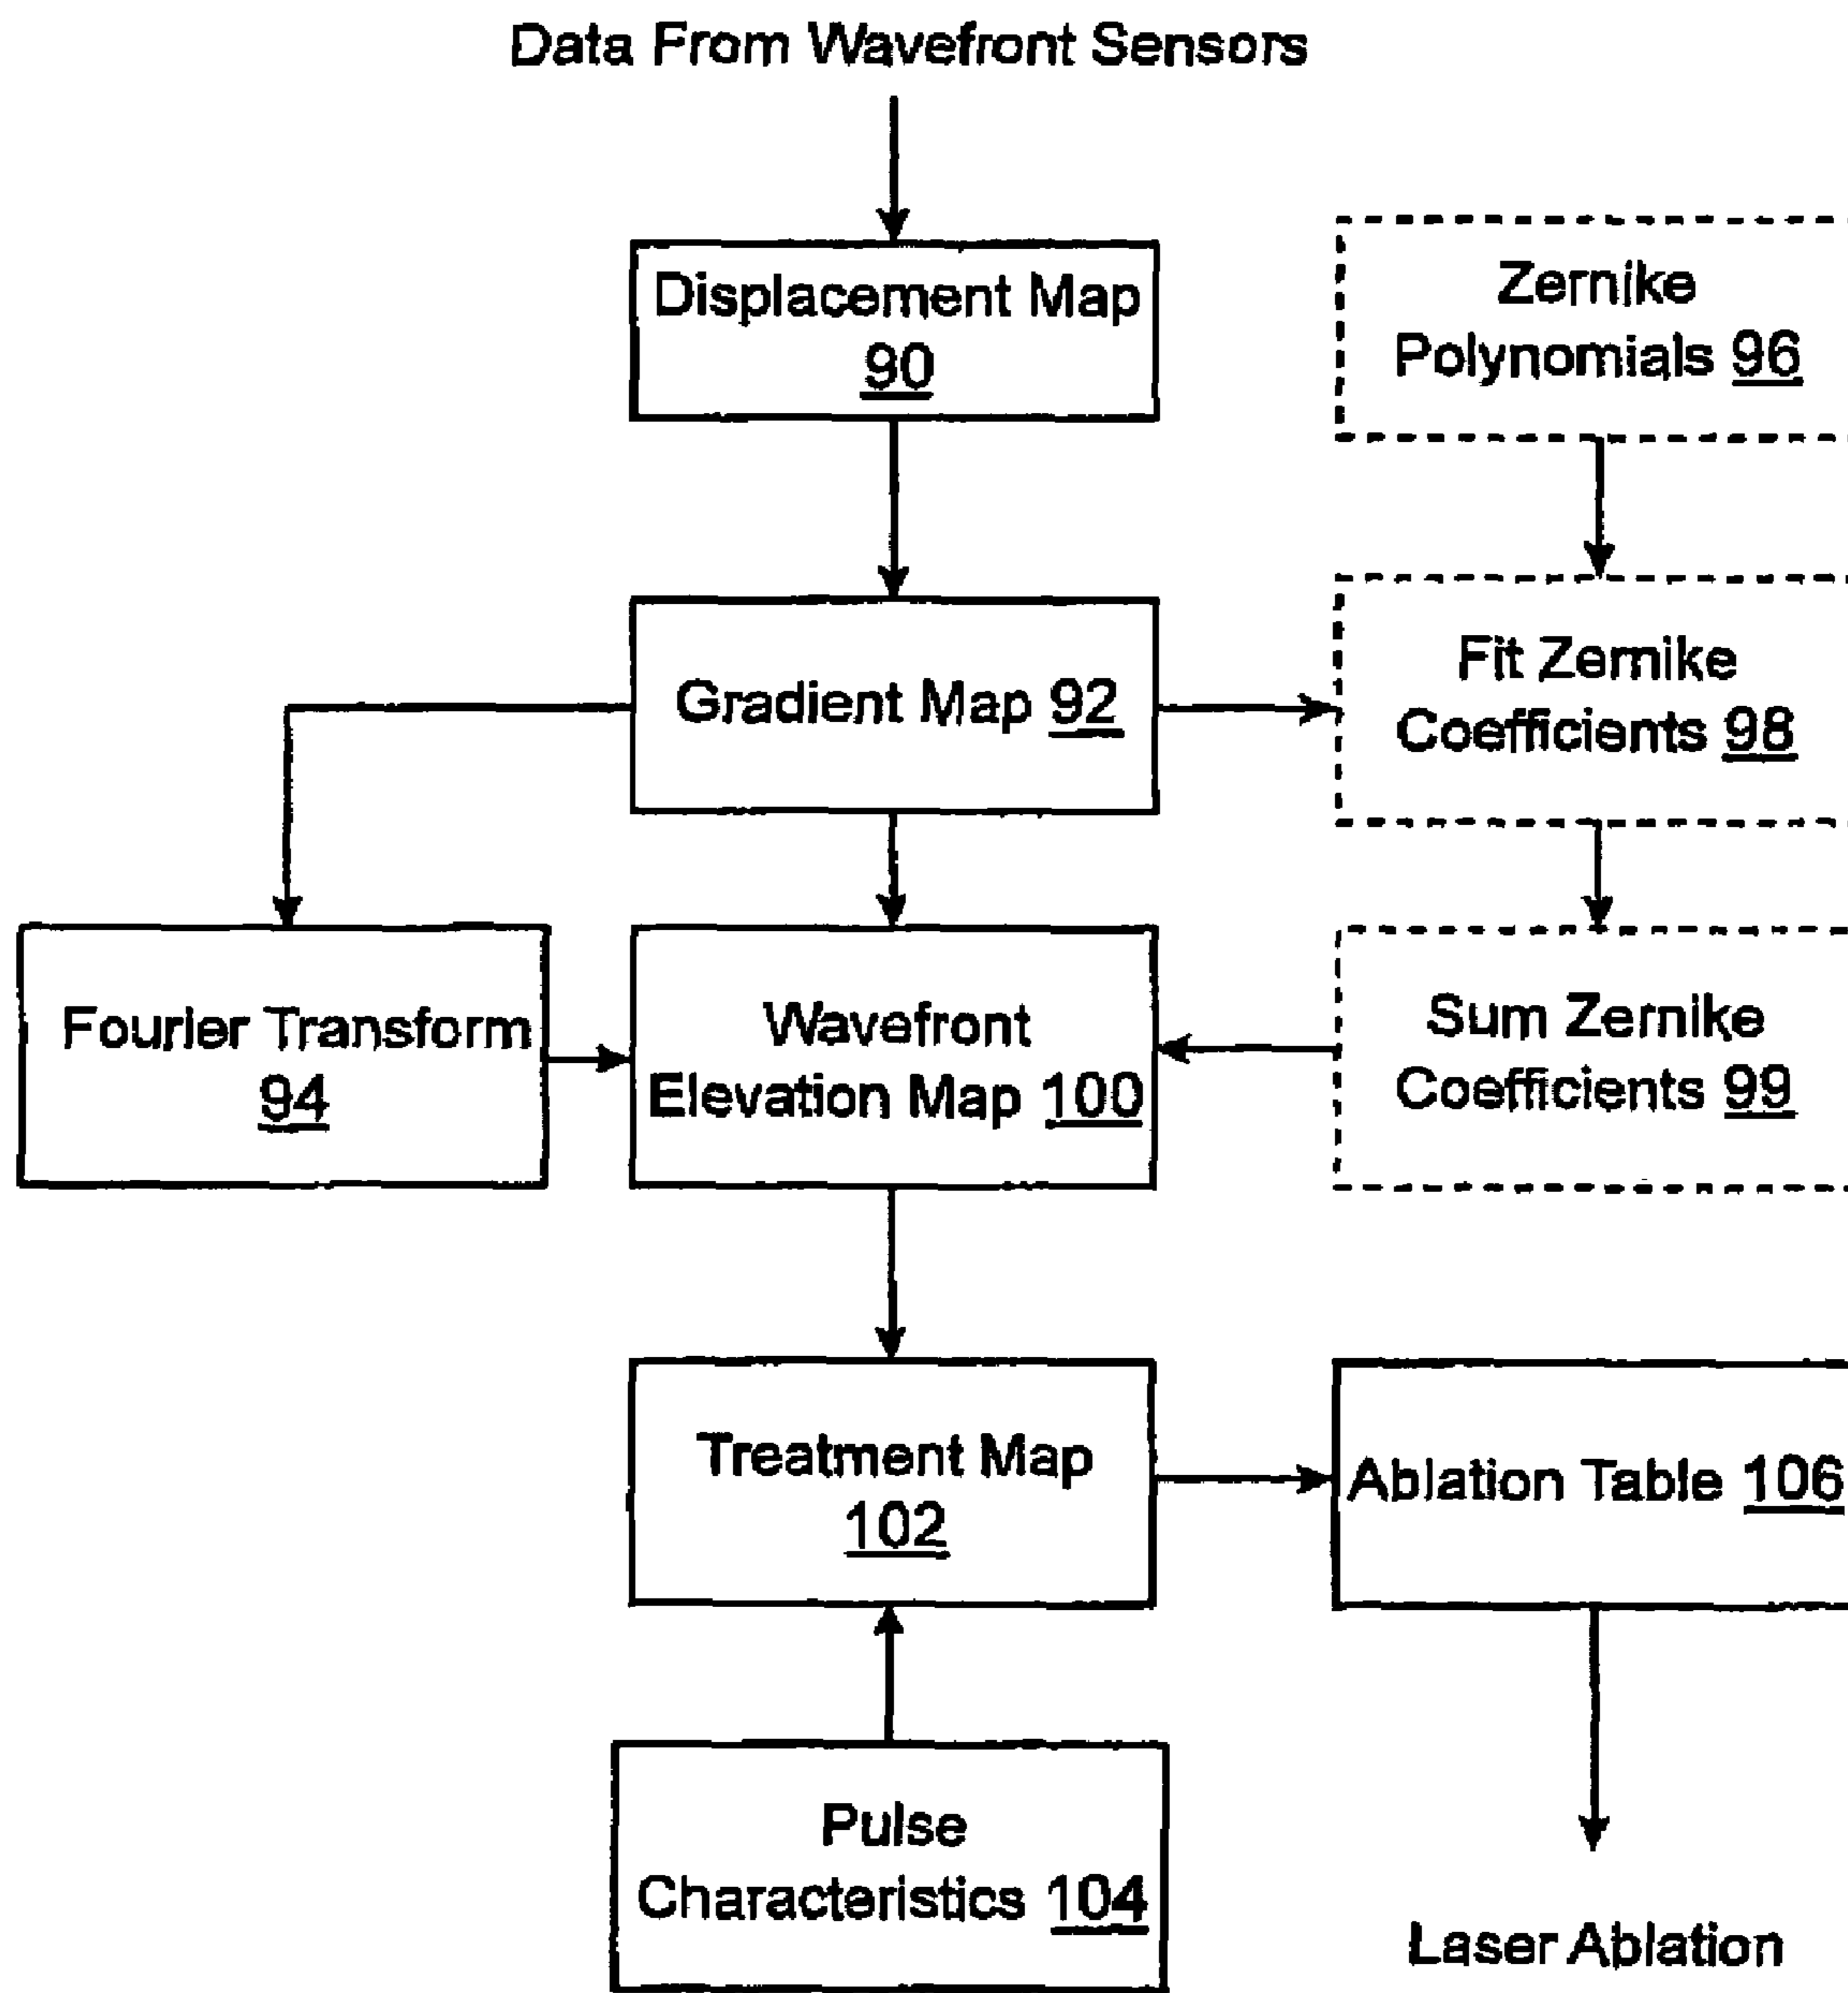 Data From Wavefront Sensors
Displacement Map
90
Zernike
Polynomials 96
Gradient Map 92
Fit Zernike
Coefficients 98
Fourier Transform
94
Wavefront
Elevation Map 100
Sum Zernike
Coefficients 99
Treatment Map
102
Ablation Table 106
Pulse
Characteristics 104
Laser Ablation